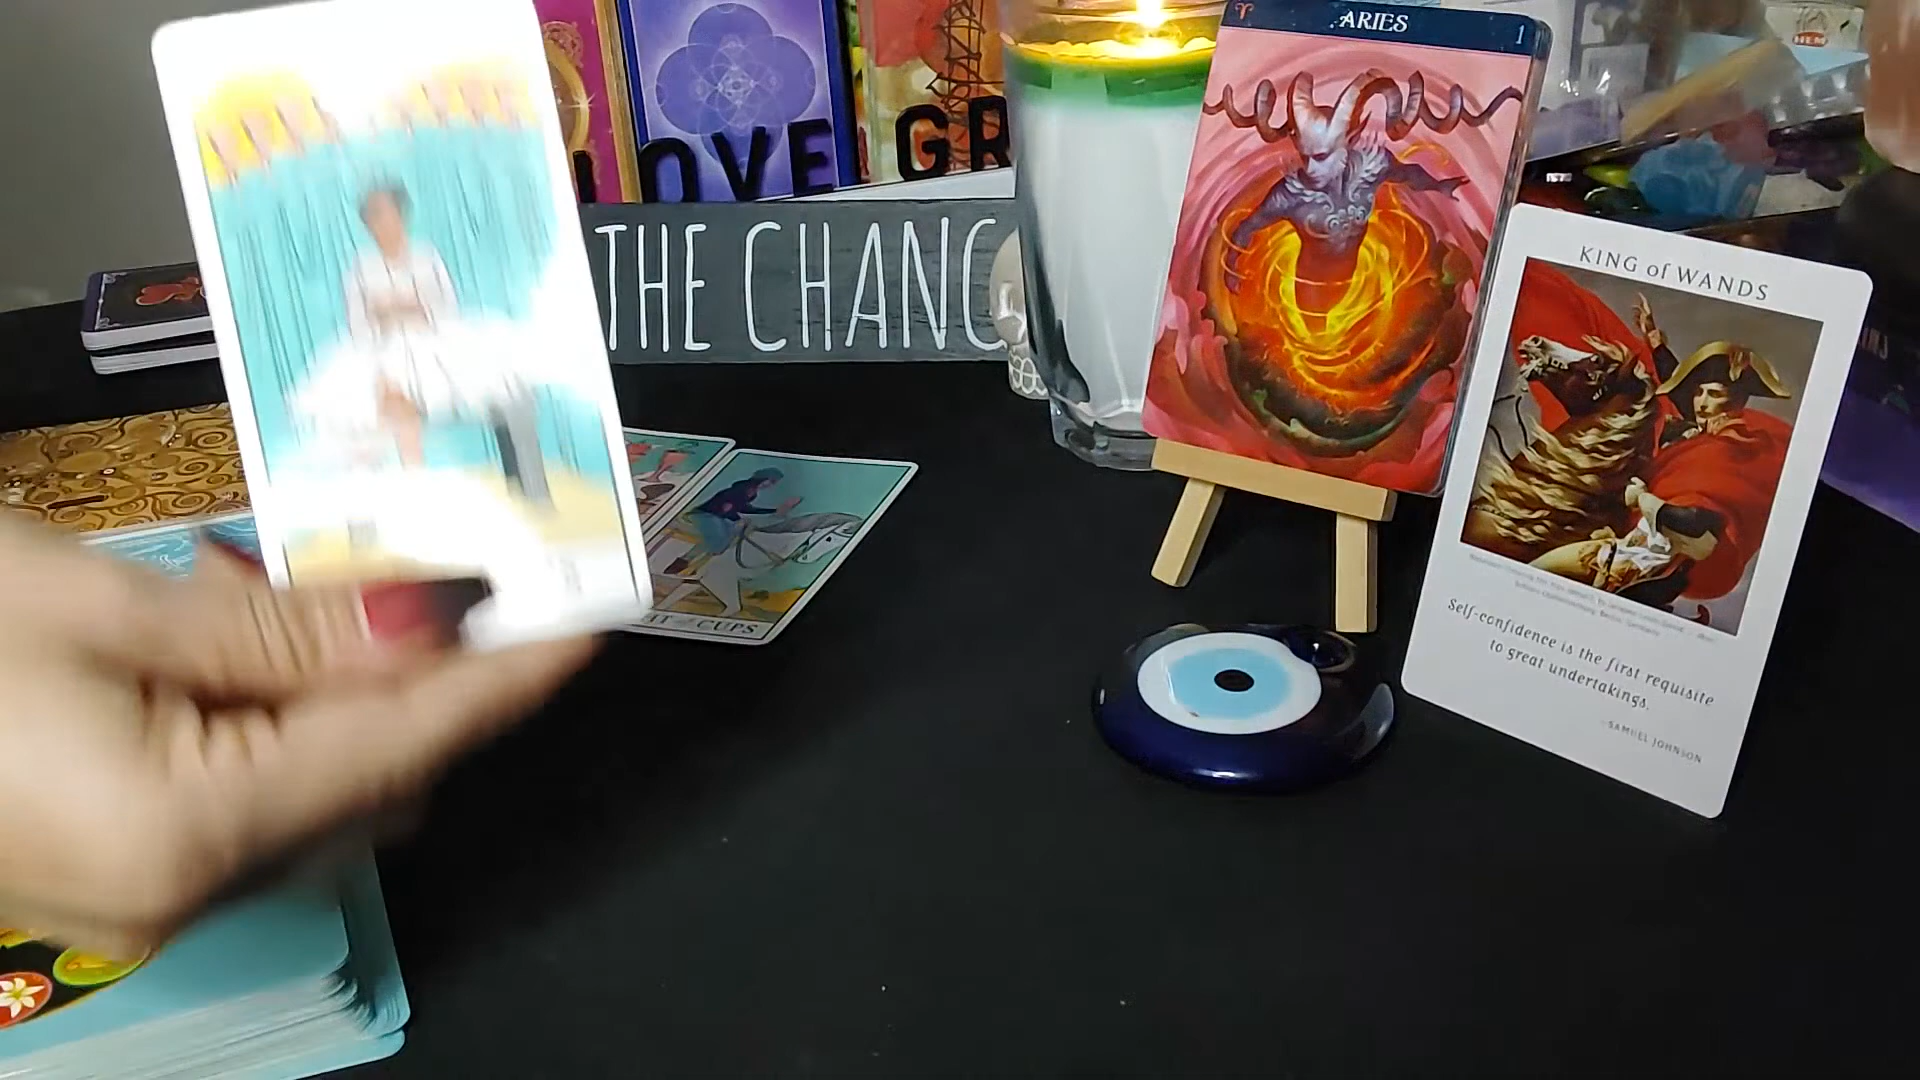 ARIES 1
LOVE GR
THE CHANC
KING of WANDS
Self-confidence is the first requisite
to great undertakings.
SAMUEL JOHNSON
CUPS